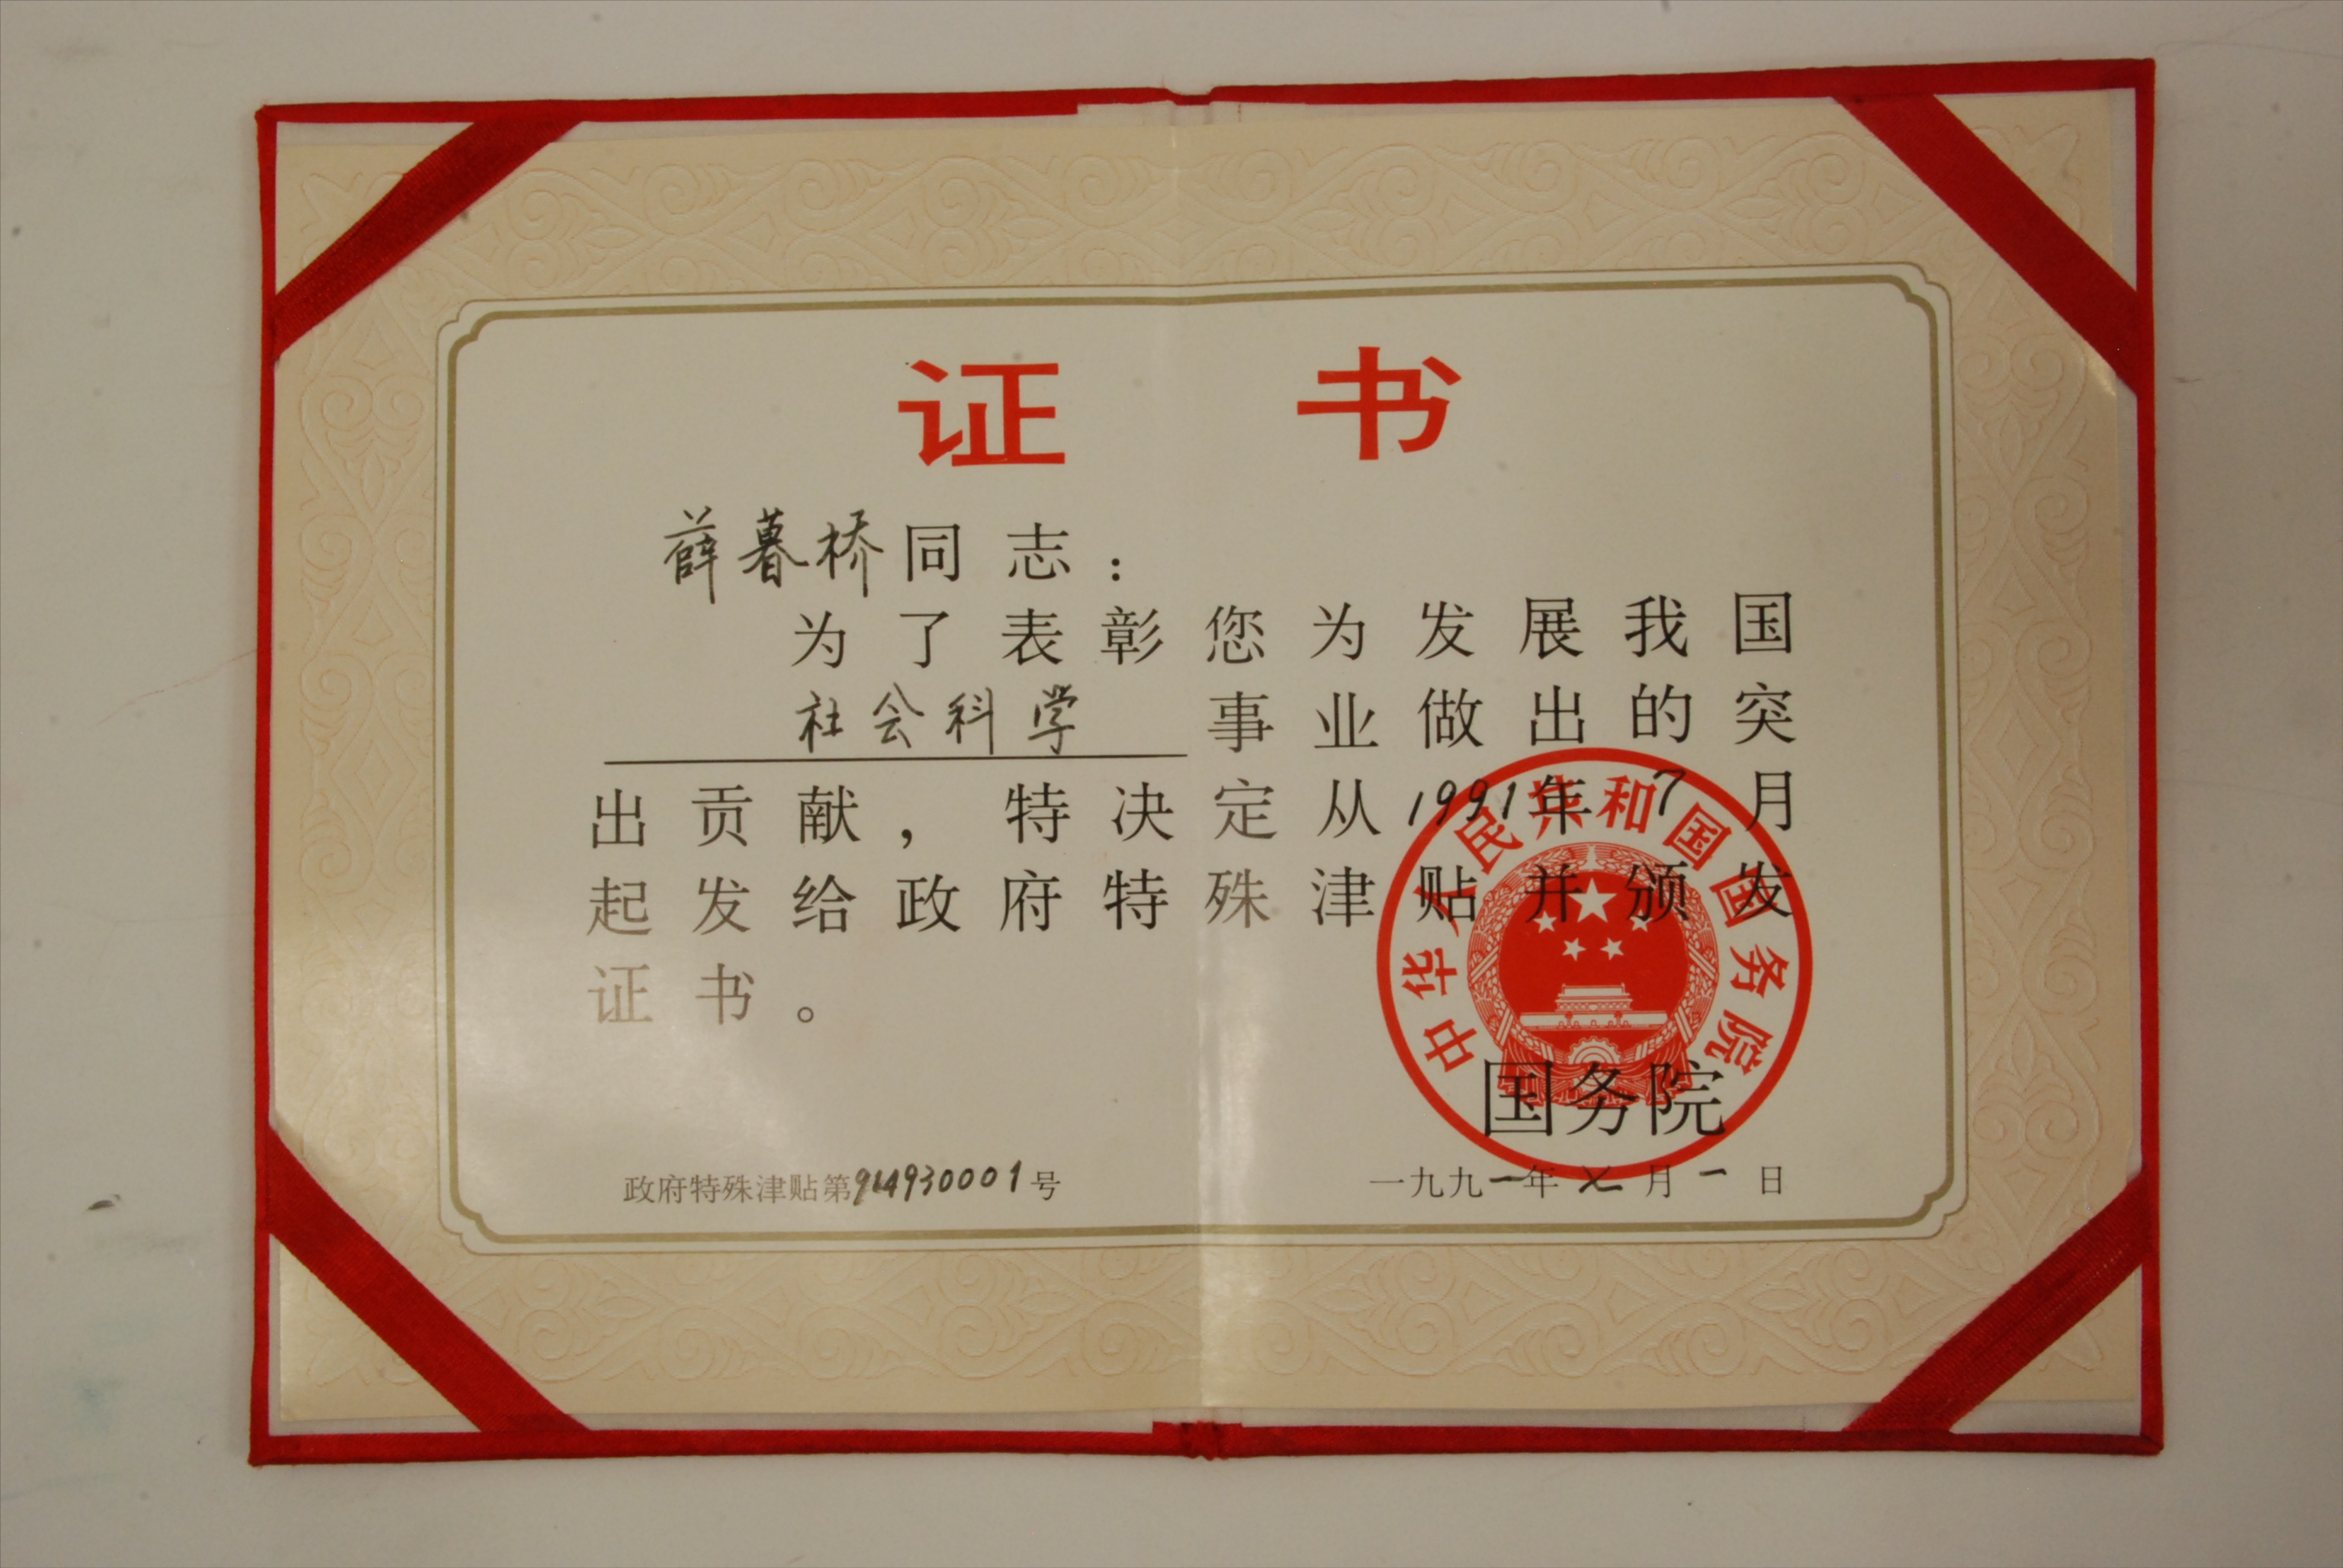 证 书
薛暮桥同志：
为了表彰您为发展我国
社会科学 事业做出的突
出贡献，特决定从1991年7月
起发给政府特殊津贴并颁发
证书。
中华人民共和国国务院
国务院
政府特殊津贴第914930001号
一九九一年七月一日